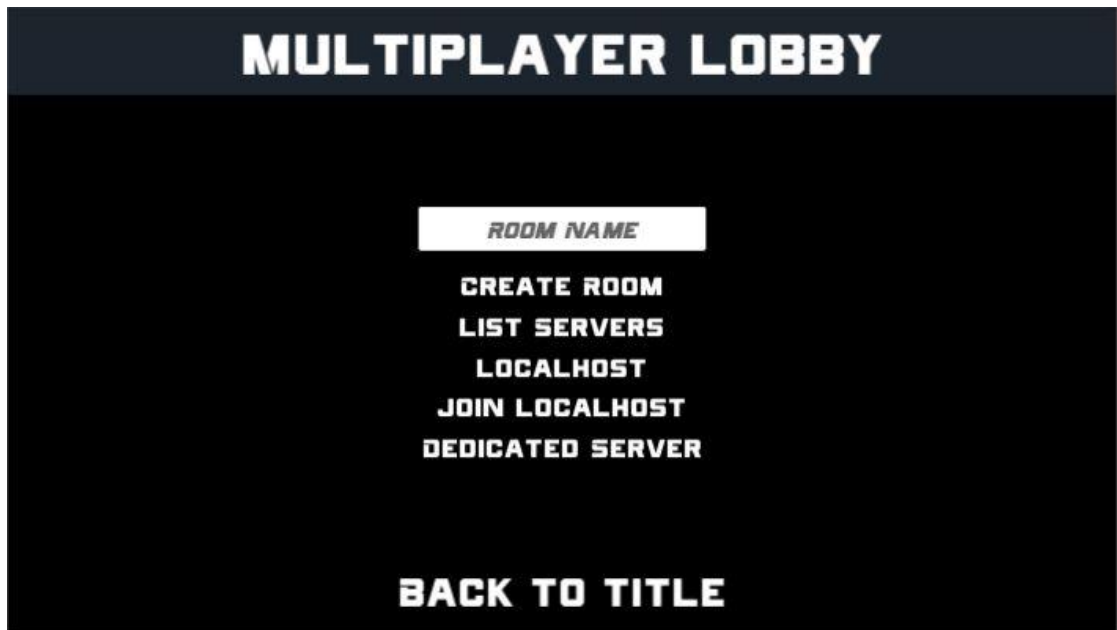 MULTIPLAYER LOBBY
ROOM NAME
CREATE ROOM
LIST SERVERS
LOCALHOST
JOIN LOCALHOST
DEDICATED SERVER
BACK TO TITLE